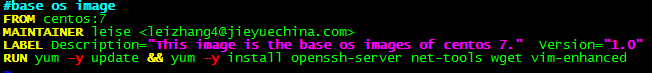 #base os image
FROM centos:7
MAINTAINER leise <leizhang4@jieyuechina.com>
LABEL Description="This image is the base os images of centos 7."  Version="1.0"
RUN yum -y update && yum -y install openssh-server net-tools wget vim-enhanced
~